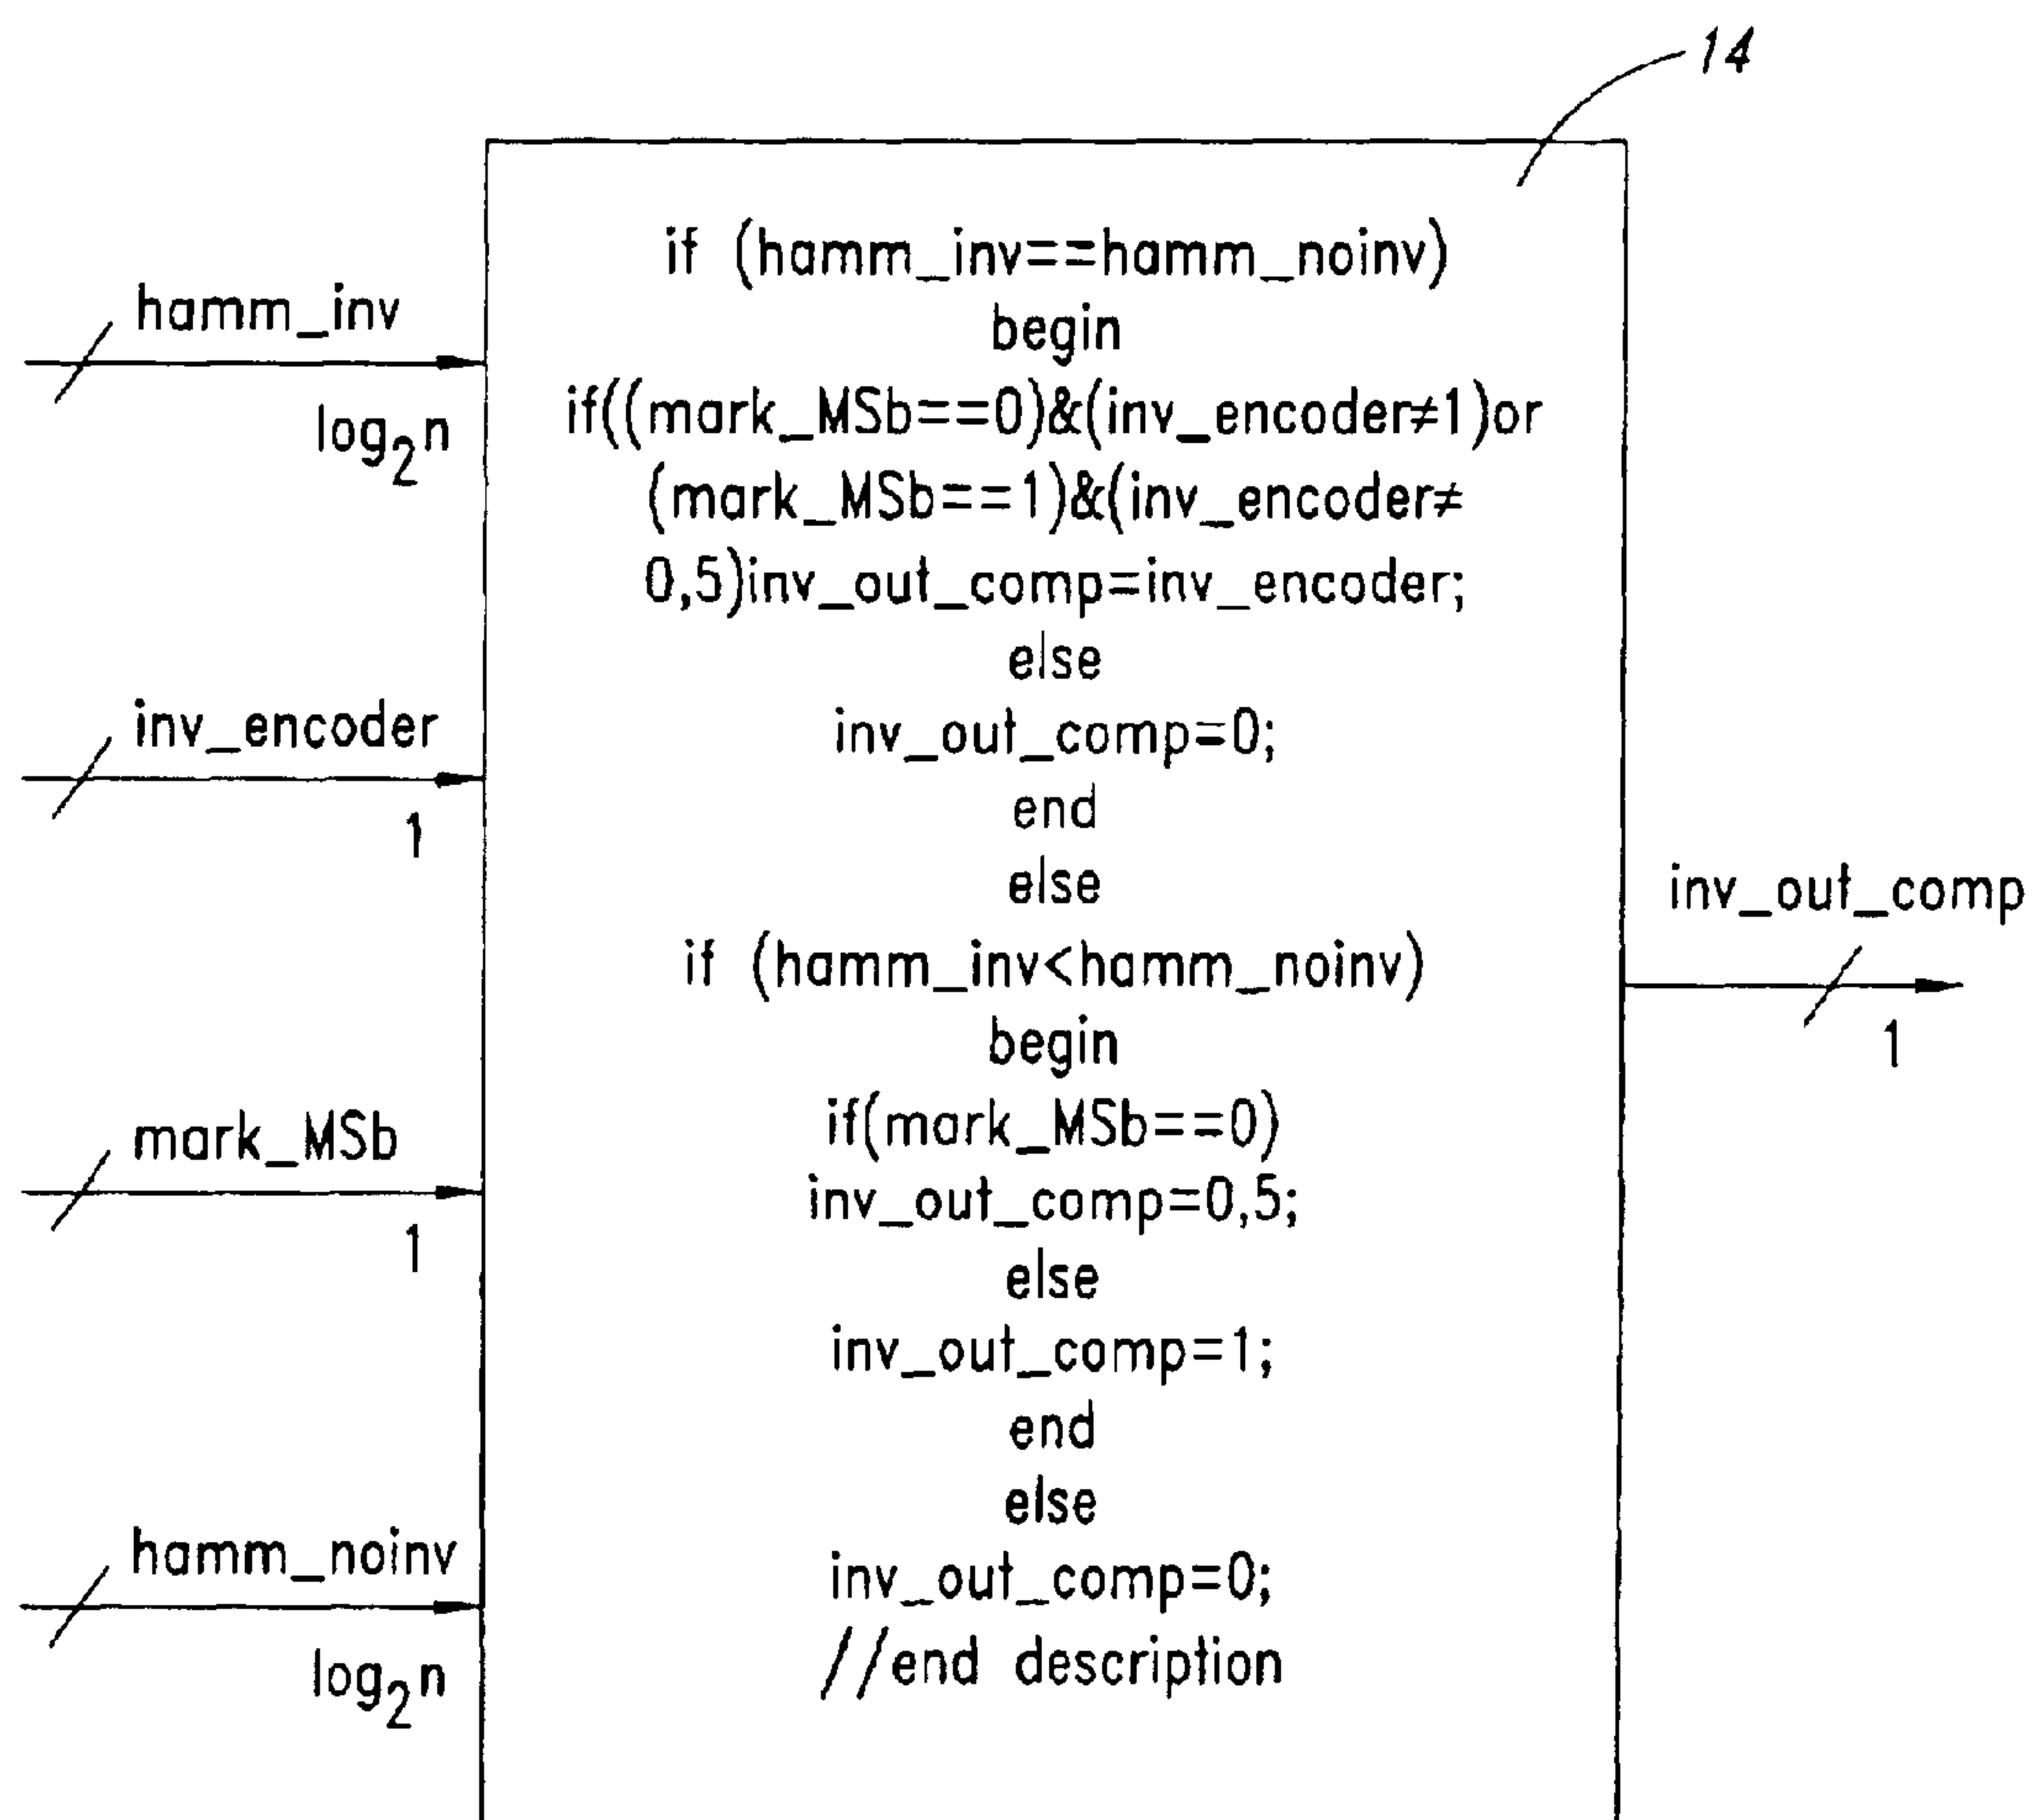 14
if (hamm_inv==hamm_noinv)
begin
if((mark_MSb==0)&(inv_encoder≠1)or
(mark_MSb==1)&(inv_encoder≠
0,5)inv_out_comp=inv_encoder;
else
inv_out_comp=0;
end
else
if (hamm_inv<hamm_noinv)
begin
if(mark_MSb==0)
inv_out_comp=0,5;
else
inv_out_comp=1;
end
else
inv_out_comp=0;
//end description
hamm_inv
log₂n
inv_encoder
1
mark_MSb
1
hamm_noinv
log₂n
inv_out_comp
1